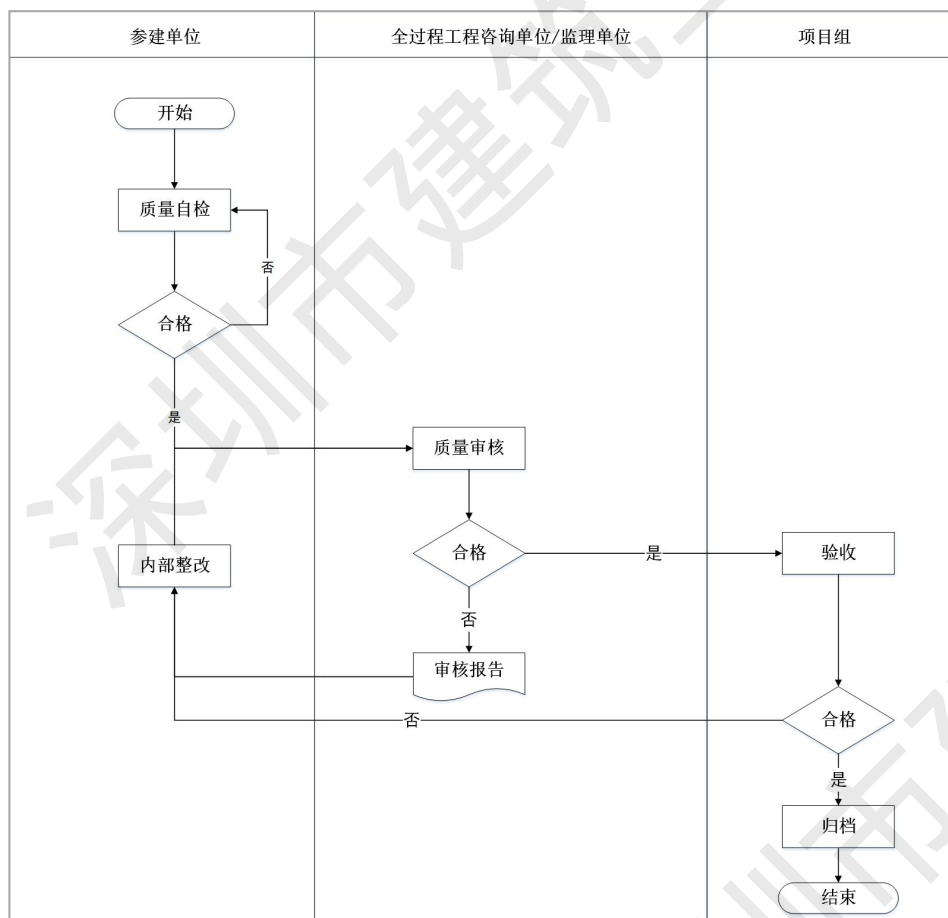 参建单位
全过程工程咨询单位/监理单位
项目组
开始
质量自检
否
合格
是
质量审核
合格
是
验收
内部整改
否
审核报告
否
合格
是
归档
结束
深圳市建筑
圳市建